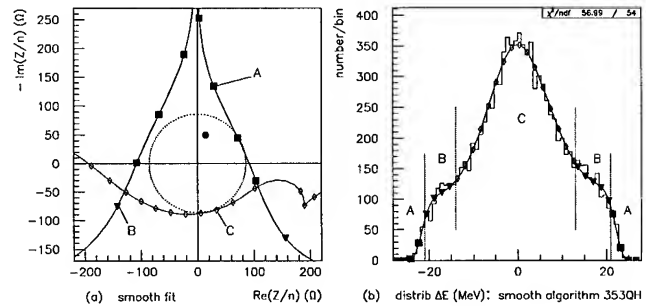 − Im(Z/n) (Ω)
250
200
150
100
50
0
−50
−100
−150
A
B
C
−200
−100
0
100
200
(a) smooth fit
Re(Z/n) (Ω)
number/bin
χ²/ndf 56.99 / 54
400
350
300
250
200
150
100
50
0
A
B
C
B
A
−20
0
20
(b) distrib ΔE (MeV): smooth algorithm 353QH